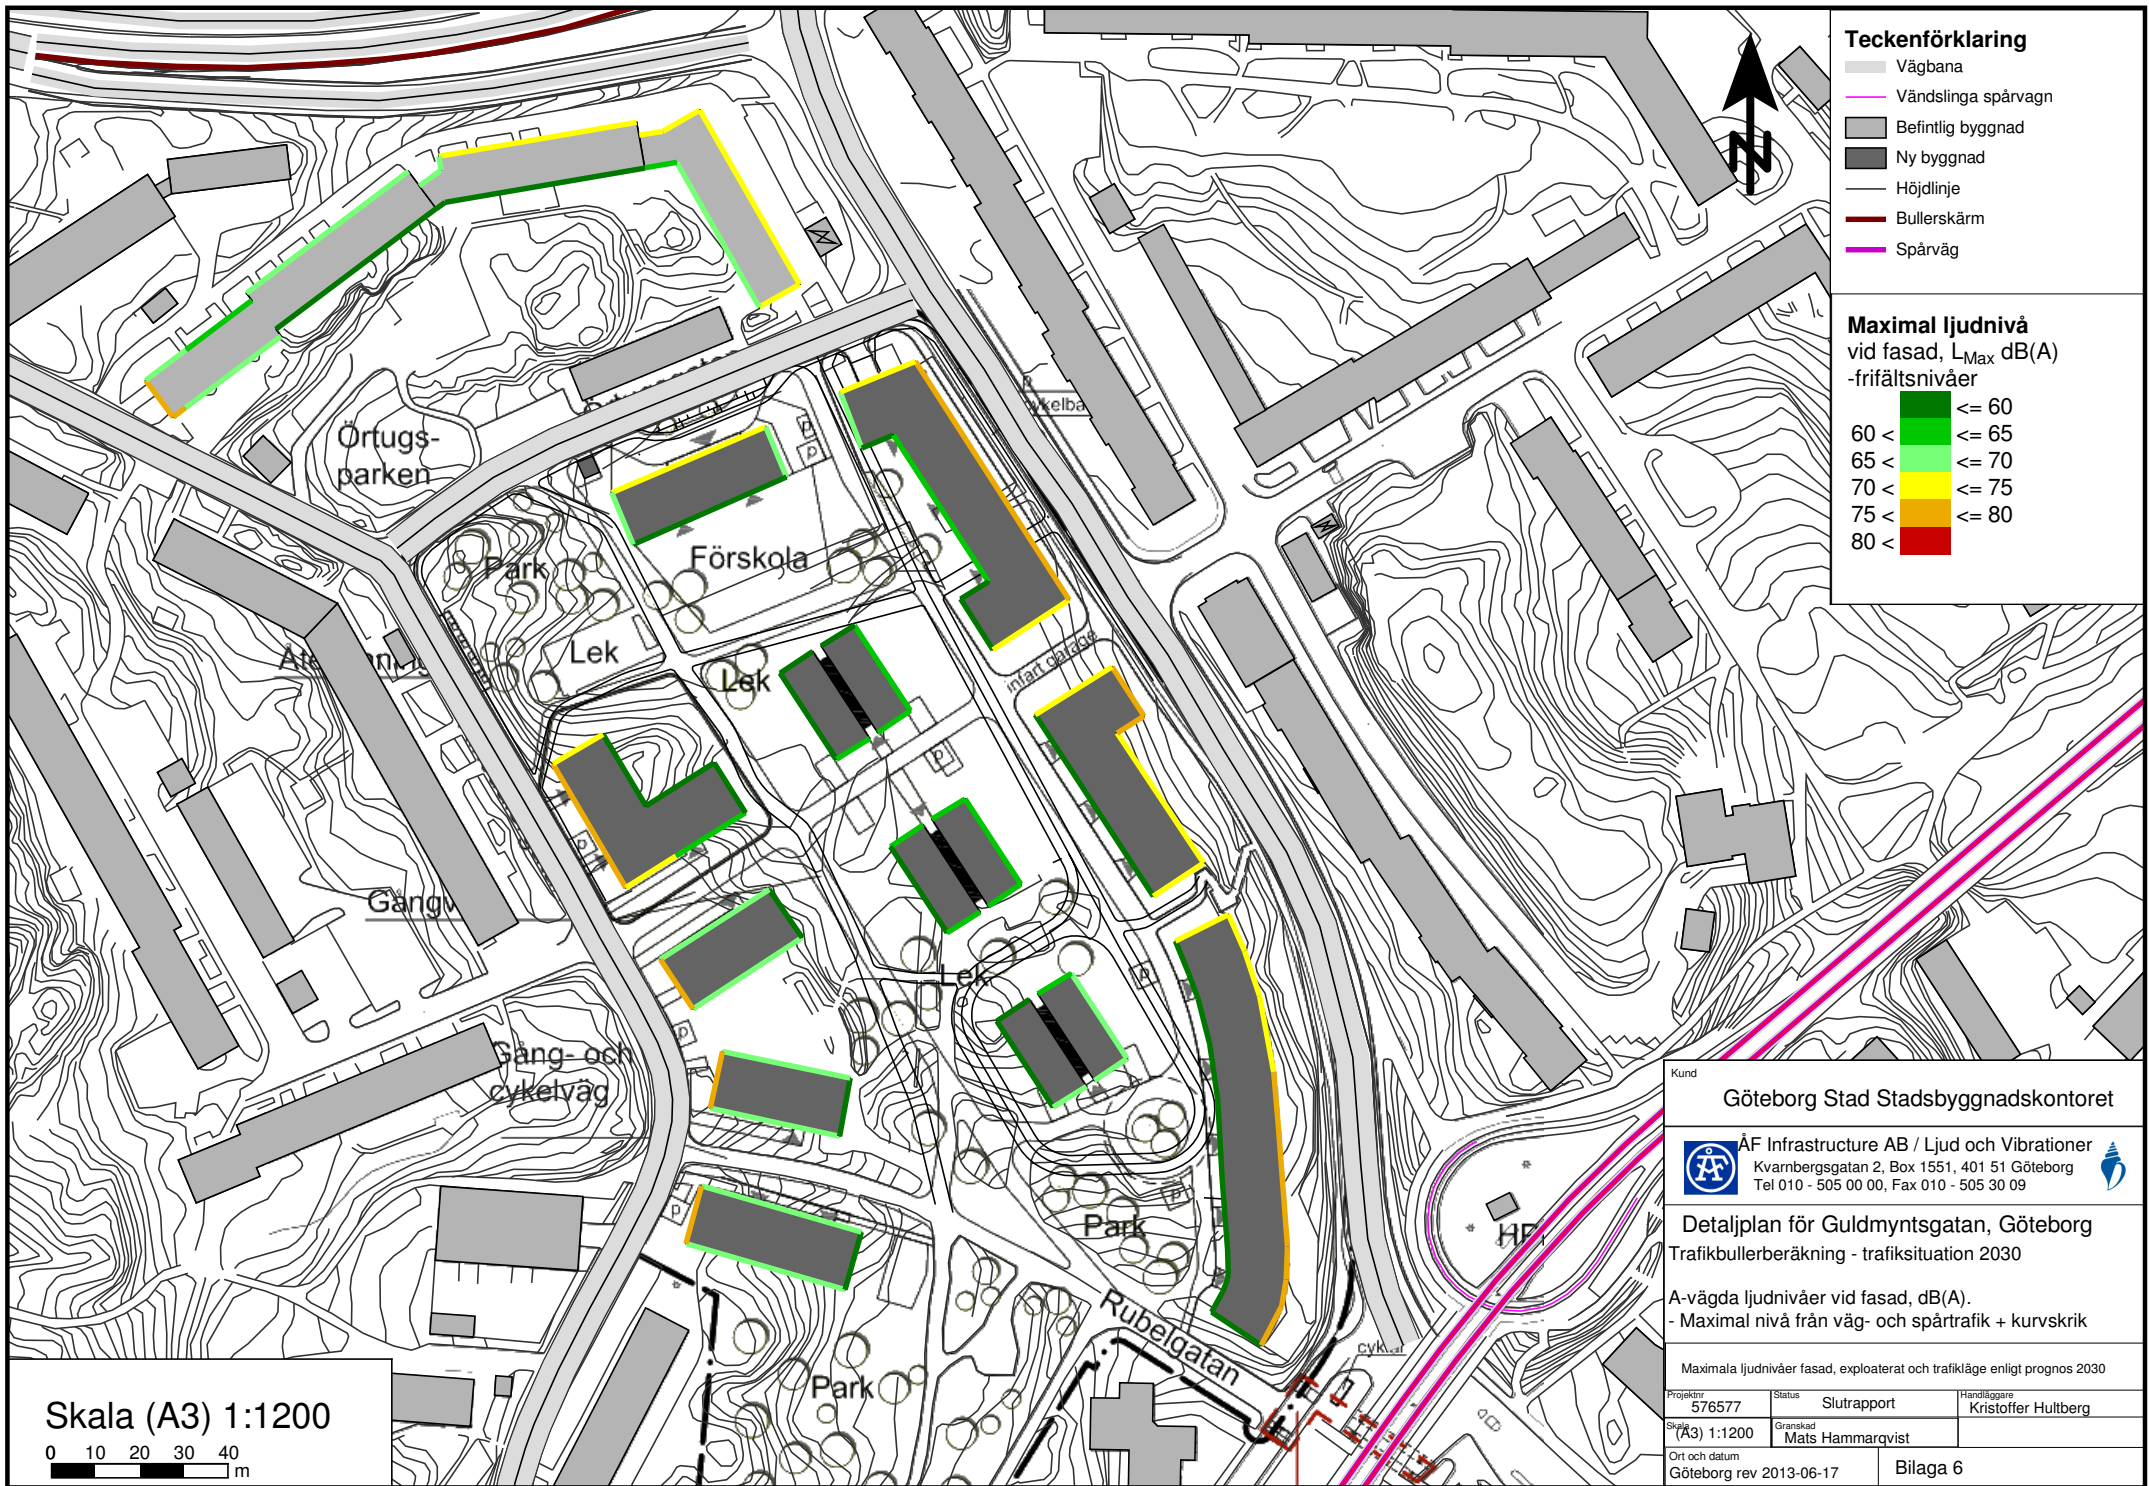 Teckenförklaring
Vägbana
Vändslinga spårvagn
Befintlig byggnad
Ny byggnad
Höjdlinje
Bullerskärm
Spårväg
N
Maximal ljudnivå
vid fasad, LMax dB(A)
-frifältsnivåer
<= 60
60 < <= 65
65 < <= 70
70 < <= 75
75 < <= 80
80 <
Örtugs-
parken
Park
Förskola
Lek
Lek
infart garage
p
p
p
p
Gång- och
cykelväg
Lek
p
p
p
p
Park
Park
Rubelgatan
Skala (A3) 1:1200
0 10 20 30 40
m
Kund
Göteborg Stad Stadsbyggnadskontoret
ÅF
ÅF Infrastructure AB / Ljud och Vibrationer
Kvarnbergsgatan 2, Box 1551, 401 51 Göteborg
Tel 010 - 505 00 00, Fax 010 - 505 30 09
Detaljplan för Guldmyntsgatan, Göteborg
Trafikbullerberäkning - trafiksituation 2030
A-vägda ljudnivåer vid fasad, dB(A).
- Maximal nivå från väg- och spårtrafik + kurvskrik
Maximala ljudnivåer fasad, exploaterat och trafikläge enligt prognos 2030
Projektnr
576577
Status
Slutrapport
Handläggare
Kristoffer Hultberg
Skala
(A3) 1:1200
Granskad
Mats Hammarqvist
Ort och datum
Göteborg rev 2013-06-17
Bilaga 6